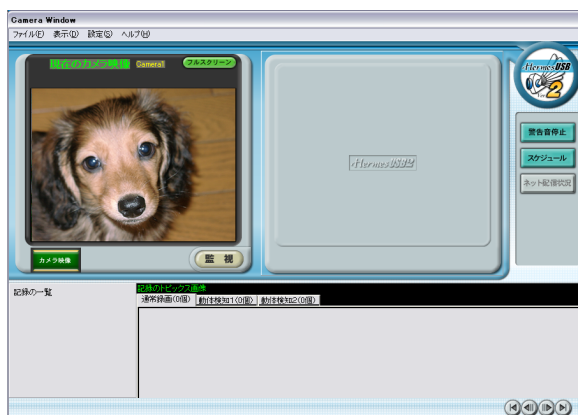 Camera Window
ファイル(F) 表示(D) 設定(S) ヘルプ(H)
現在のカメラ映像 Camera1 フルスクリーン
HermesUSB
Ver.2
HermesUSB2
警告音停止
スケジュール
ネット配信状況
カメラ映像
監視
記録の一覧
記録のトピックス画像
通常録画(0個) 動体検知1(0個) 動体検知2(0個)